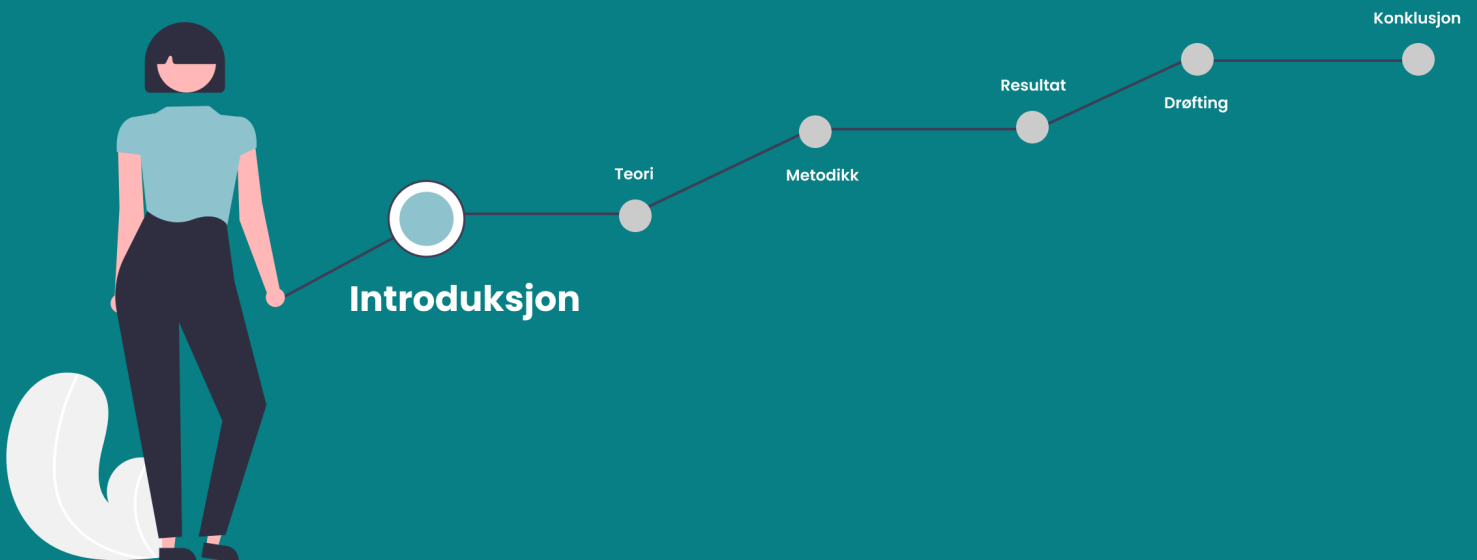 Introduksjon
Teori
Metodikk
Resultat
Drøfting
Konklusjon